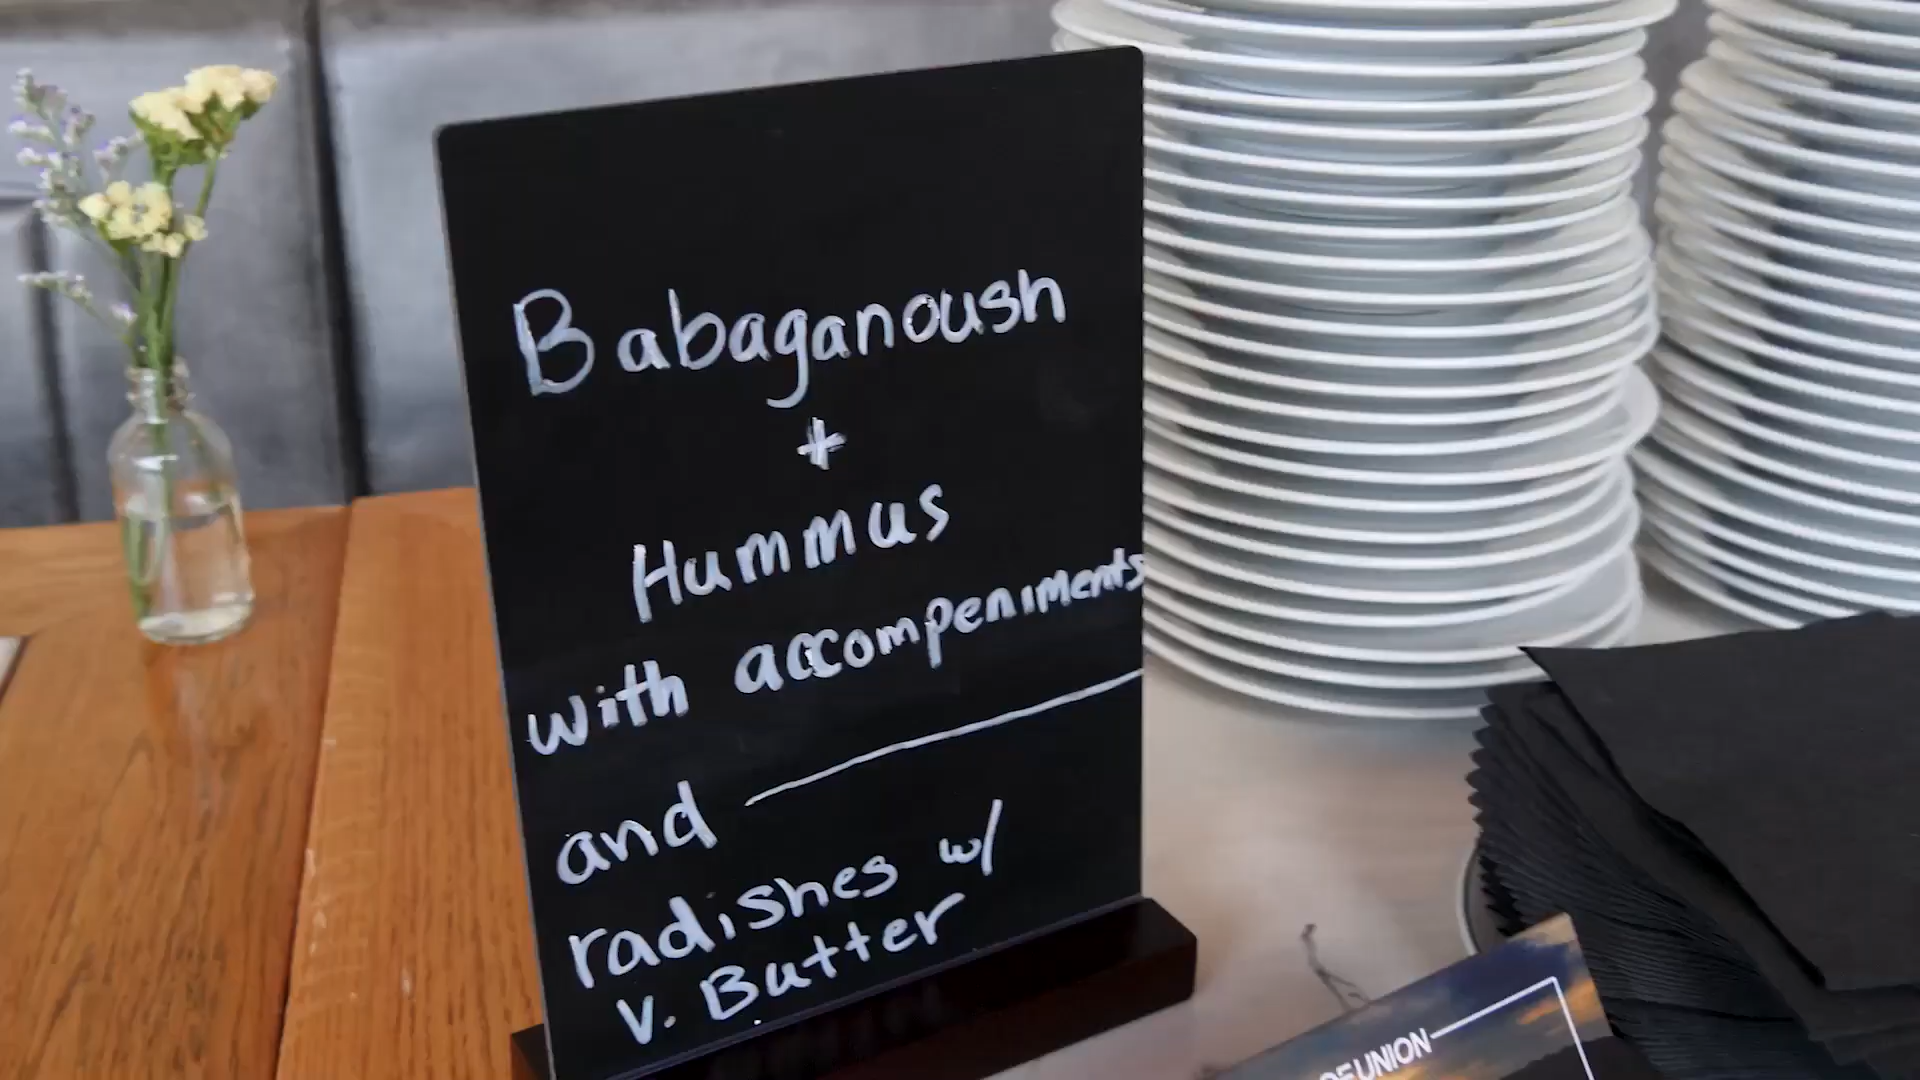 Babaganoush
+
Hummus
with accompeniments
and
radishes w/
V. Butter